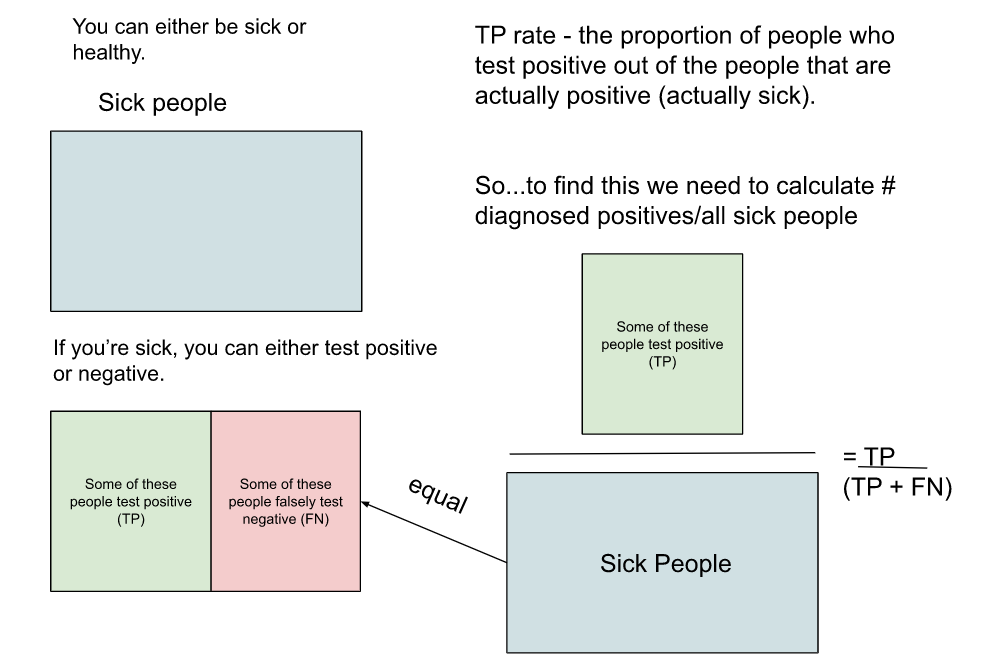 You can either be sick or
healthy.
Sick people
If you’re sick, you can either test positive
or negative.
Some of these
people test positive
(TP)
Some of these
people falsely test
negative (FN)
equal
TP rate - the proportion of people who
test positive out of the people that are
actually positive (actually sick).
So...to find this we need to calculate #
diagnosed positives/all sick people
Some of these
people test positive
(TP)
Sick People
= TP
(TP + FN)